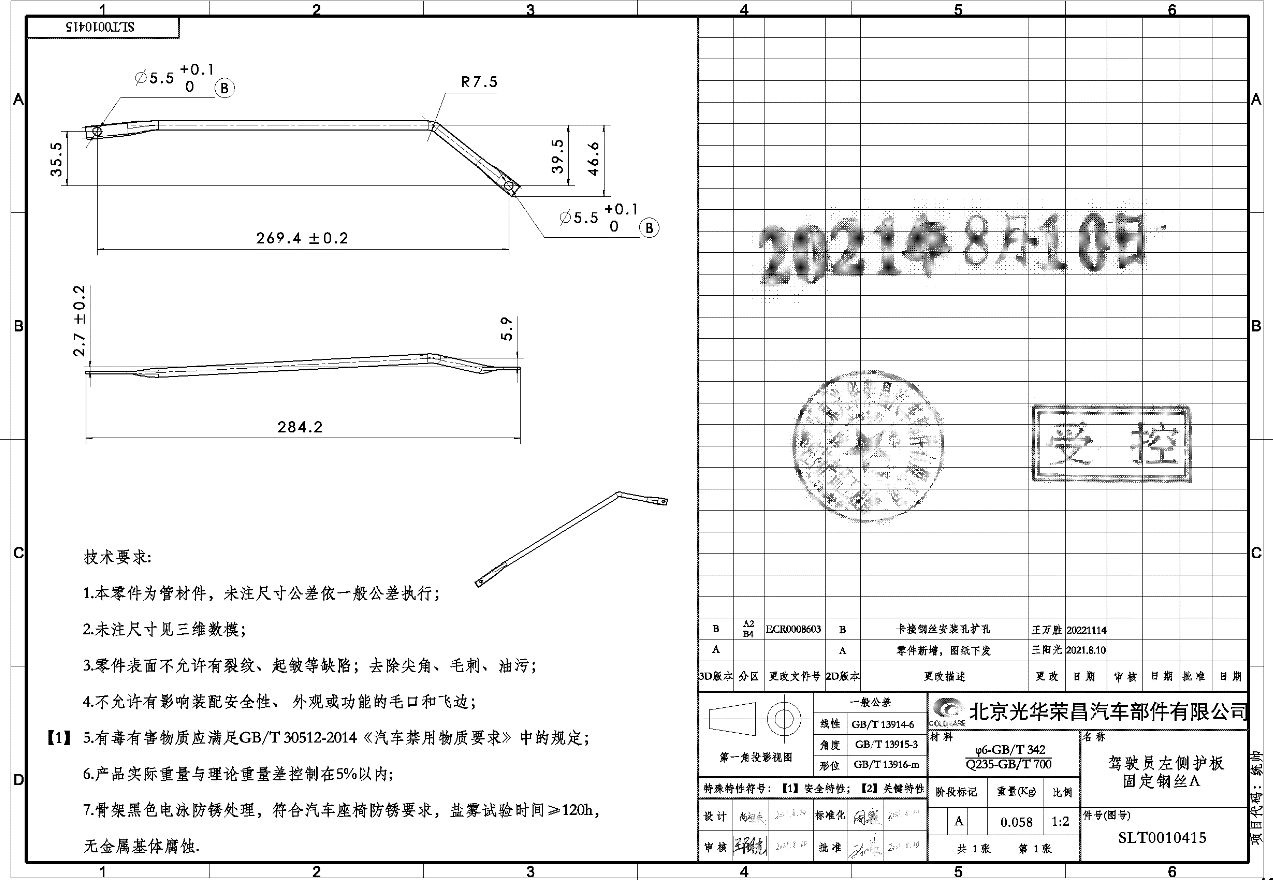 1 2 3 4 5 6
SLT0010415
A
B
C
D
∅5.5 +0.1 0 B
R7.5
35.5
39.5
46.6
∅5.5 +0.1 0 B
269.4 ±0.2
2.7 ±0.2
5.9
284.2
技术要求:
1.本零件为管材件，未注尺寸公差依一般公差执行；
2.未注尺寸见三维数模；
3.零件表面不允许有裂纹、起皱等缺陷；去除尖角、毛刺、油污；
4.不允许有影响装配安全性、 外观或功能的毛口和飞边；
【1】 5.有毒有害物质应满足GB/T 30512-2014《汽车禁用物质要求》中的规定；
6.产品实际重量与理论重量差控制在5%以内；
7.骨架黑色电泳防锈处理，符合汽车座椅防锈要求，盐雾试验时间≥120h，
无金属基体腐蚀.
2021年8月10日
受 控
B A2 B4 ECR0008603 B 卡接钢丝安装孔扩孔 王万胜 20221114
A A 零件新增，图纸下发 王阳光 2021.8.10
3D版本 分区 更改文件号 2D版本 更改描述 更改 日期 审核 日期 批准 日期
第一角投影视图
一般公差
线性 GB/T 13914-6
角度 GB/T 13915-3
形位 GB/T 13916-m
特殊特性符号：【1】安全特性；【2】关键特性
设计 标准化
审核 批准
北京光华荣昌汽车部件有限公司
材料
φ6-GB/T 342
Q235-GB/T 700
名称
驾驶员左侧护板
固定钢丝A
阶段标记 重量(Kg) 比例
A 0.058 1:2
共 1张 第 1张
件号(图号)
SLT0010415
A
B
C
D
1 2 3 4 5 6